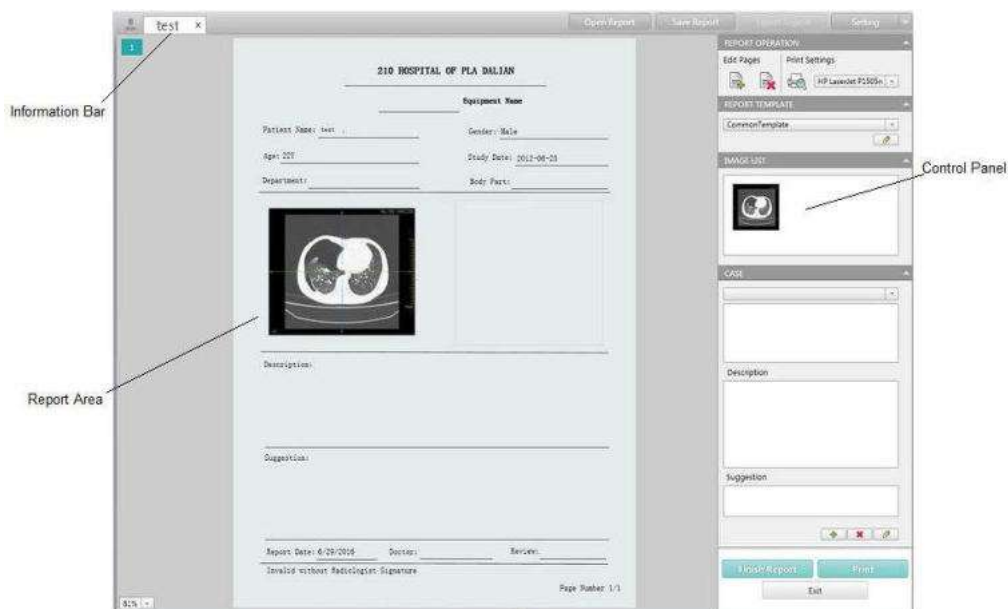 test ×
Open Report Save Report Setting
1
Information Bar
REPORT OPERATION
Edit Pages Print Settings
HP LaserJet P1505n
REPORT TEMPLATE
CommonTemplate
IMAGE LIST
Control Panel
CASE
Description
Suggestion
Finish Report Print
Exit
210 HOSPITAL OF PLA DALIAN
Equipment Name
Patient Name: test Gender: Male
Age: 22Y Study Date: 2012-06-25
Department: Body Part:
Report Area
Description:
Suggestion:
Report Date: 6/29/2016 Doctor: Review:
Invalid without Radiologist Signature
Page Number 1/1
81%